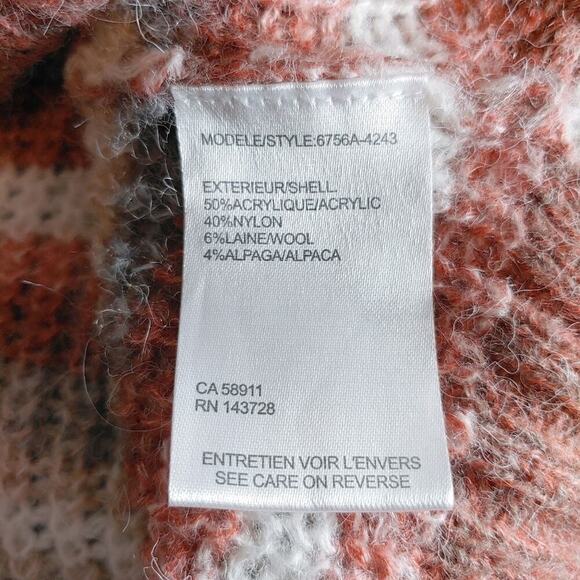 MODELE/STYLE:6756A-4243
EXTERIEUR/SHELL.
50%ACRYLIQUE/ACRYLIC
40%NYLON
6%LAINE/WOOL
4%ALPAGA/ALPACA
CA 58911
RN 143728
ENTRETIEN VOIR L'ENVERS
SEE CARE ON REVERSE